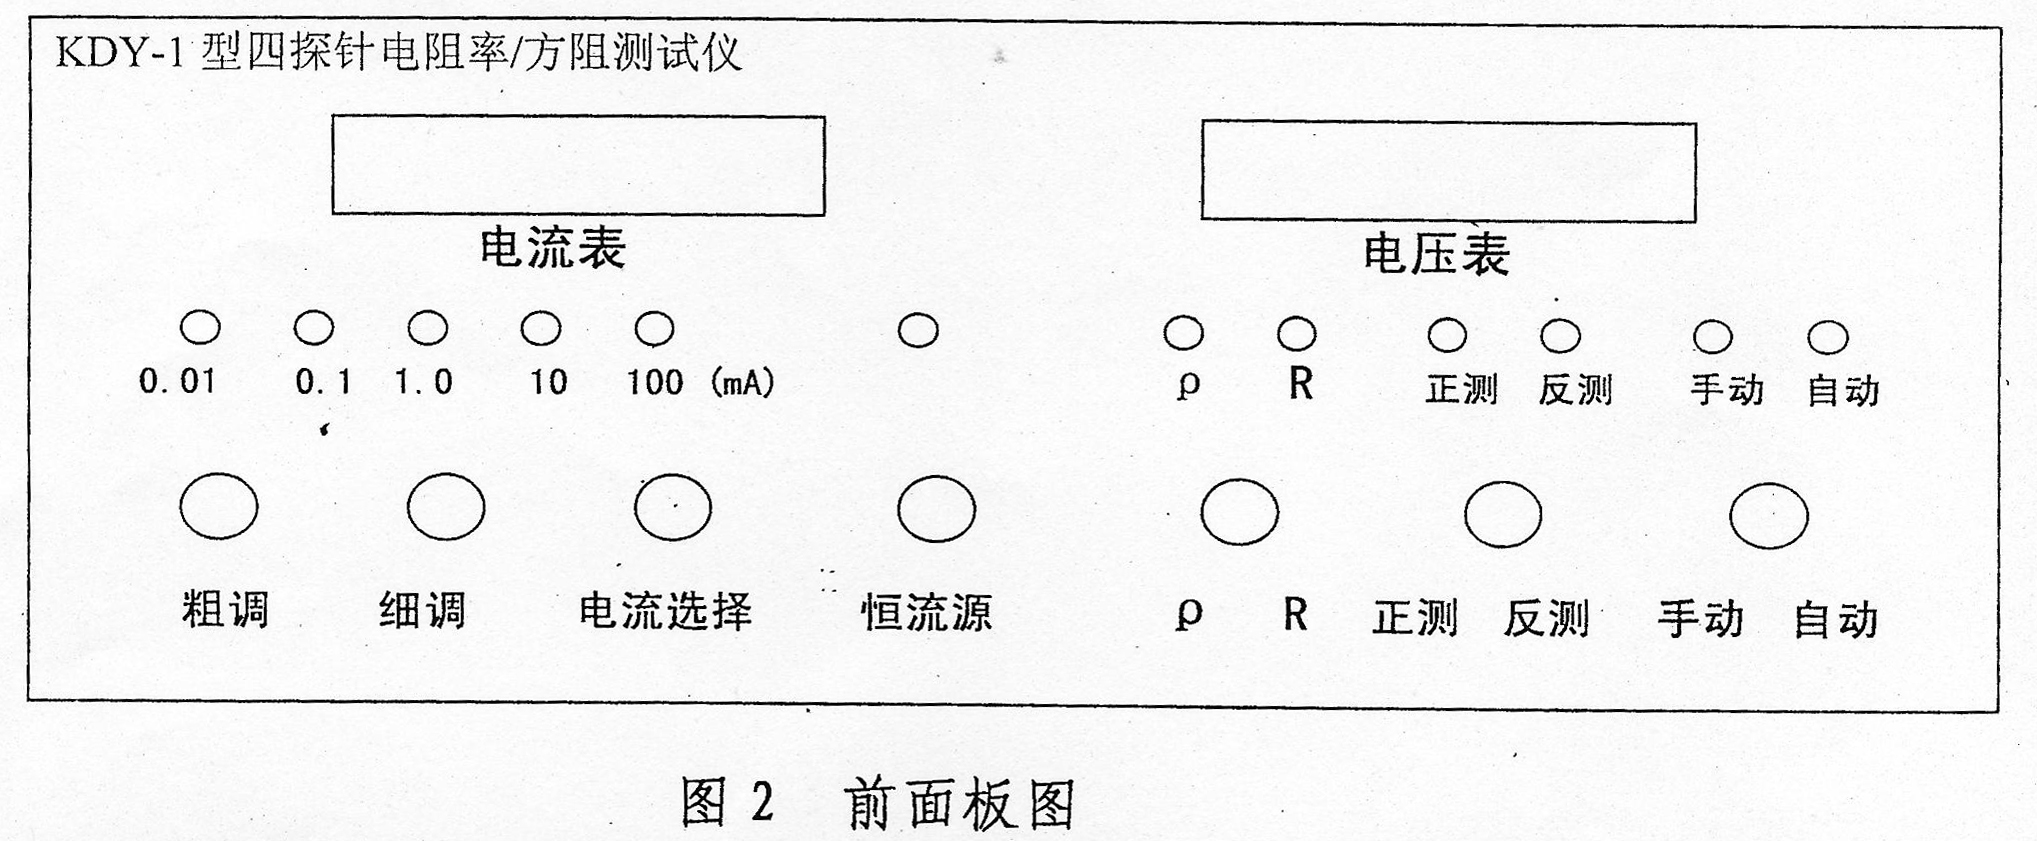 KDY-1 型四探针电阻率/方阻测试仪
电流表 电压表
0.01 0.1 1.0 10 100 (mA) ρ R 正测 反测 手动 自动
粗调 细调 电流选择 恒流源 ρ R 正测 反测 手动 自动
图 2 前面板图